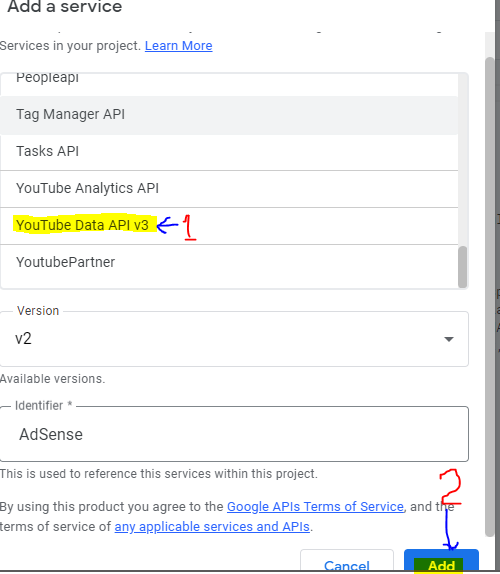 Add a service
Services in your project. Learn More
Peopleapi
Tag Manager API
Tasks API
YouTube Analytics API
YouTube Data API v3 1
YoutubePartner
Version
v2
Available versions.
Identifier *
AdSense
This is used to reference this services within this project.
2
By using this product you agree to the Google APIs Terms of Service, and the
terms of service of any applicable services and APIs.
Cancel Add